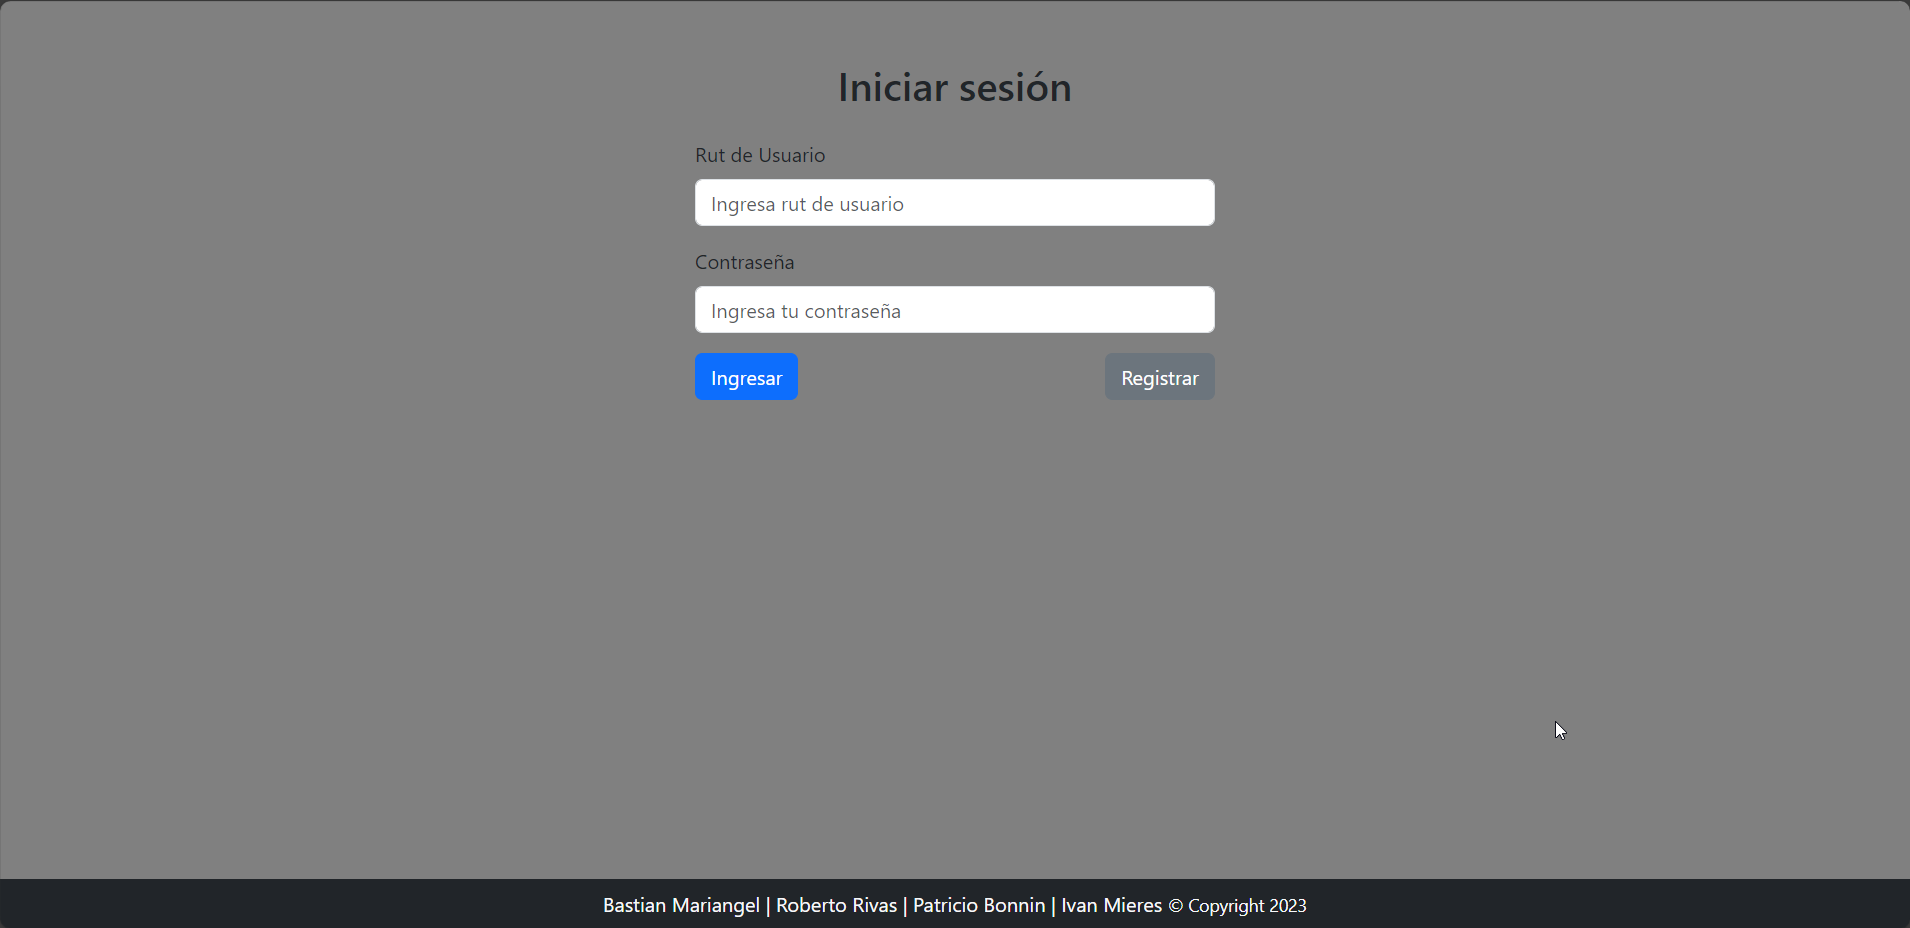 Iniciar sesión
Rut de Usuario
Ingresa rut de usuario
Contraseña
Ingresa tu contraseña
Ingresar Registrar
Bastian Mariangel | Roberto Rivas | Patricio Bonnin | Ivan Mieres © Copyright 2023